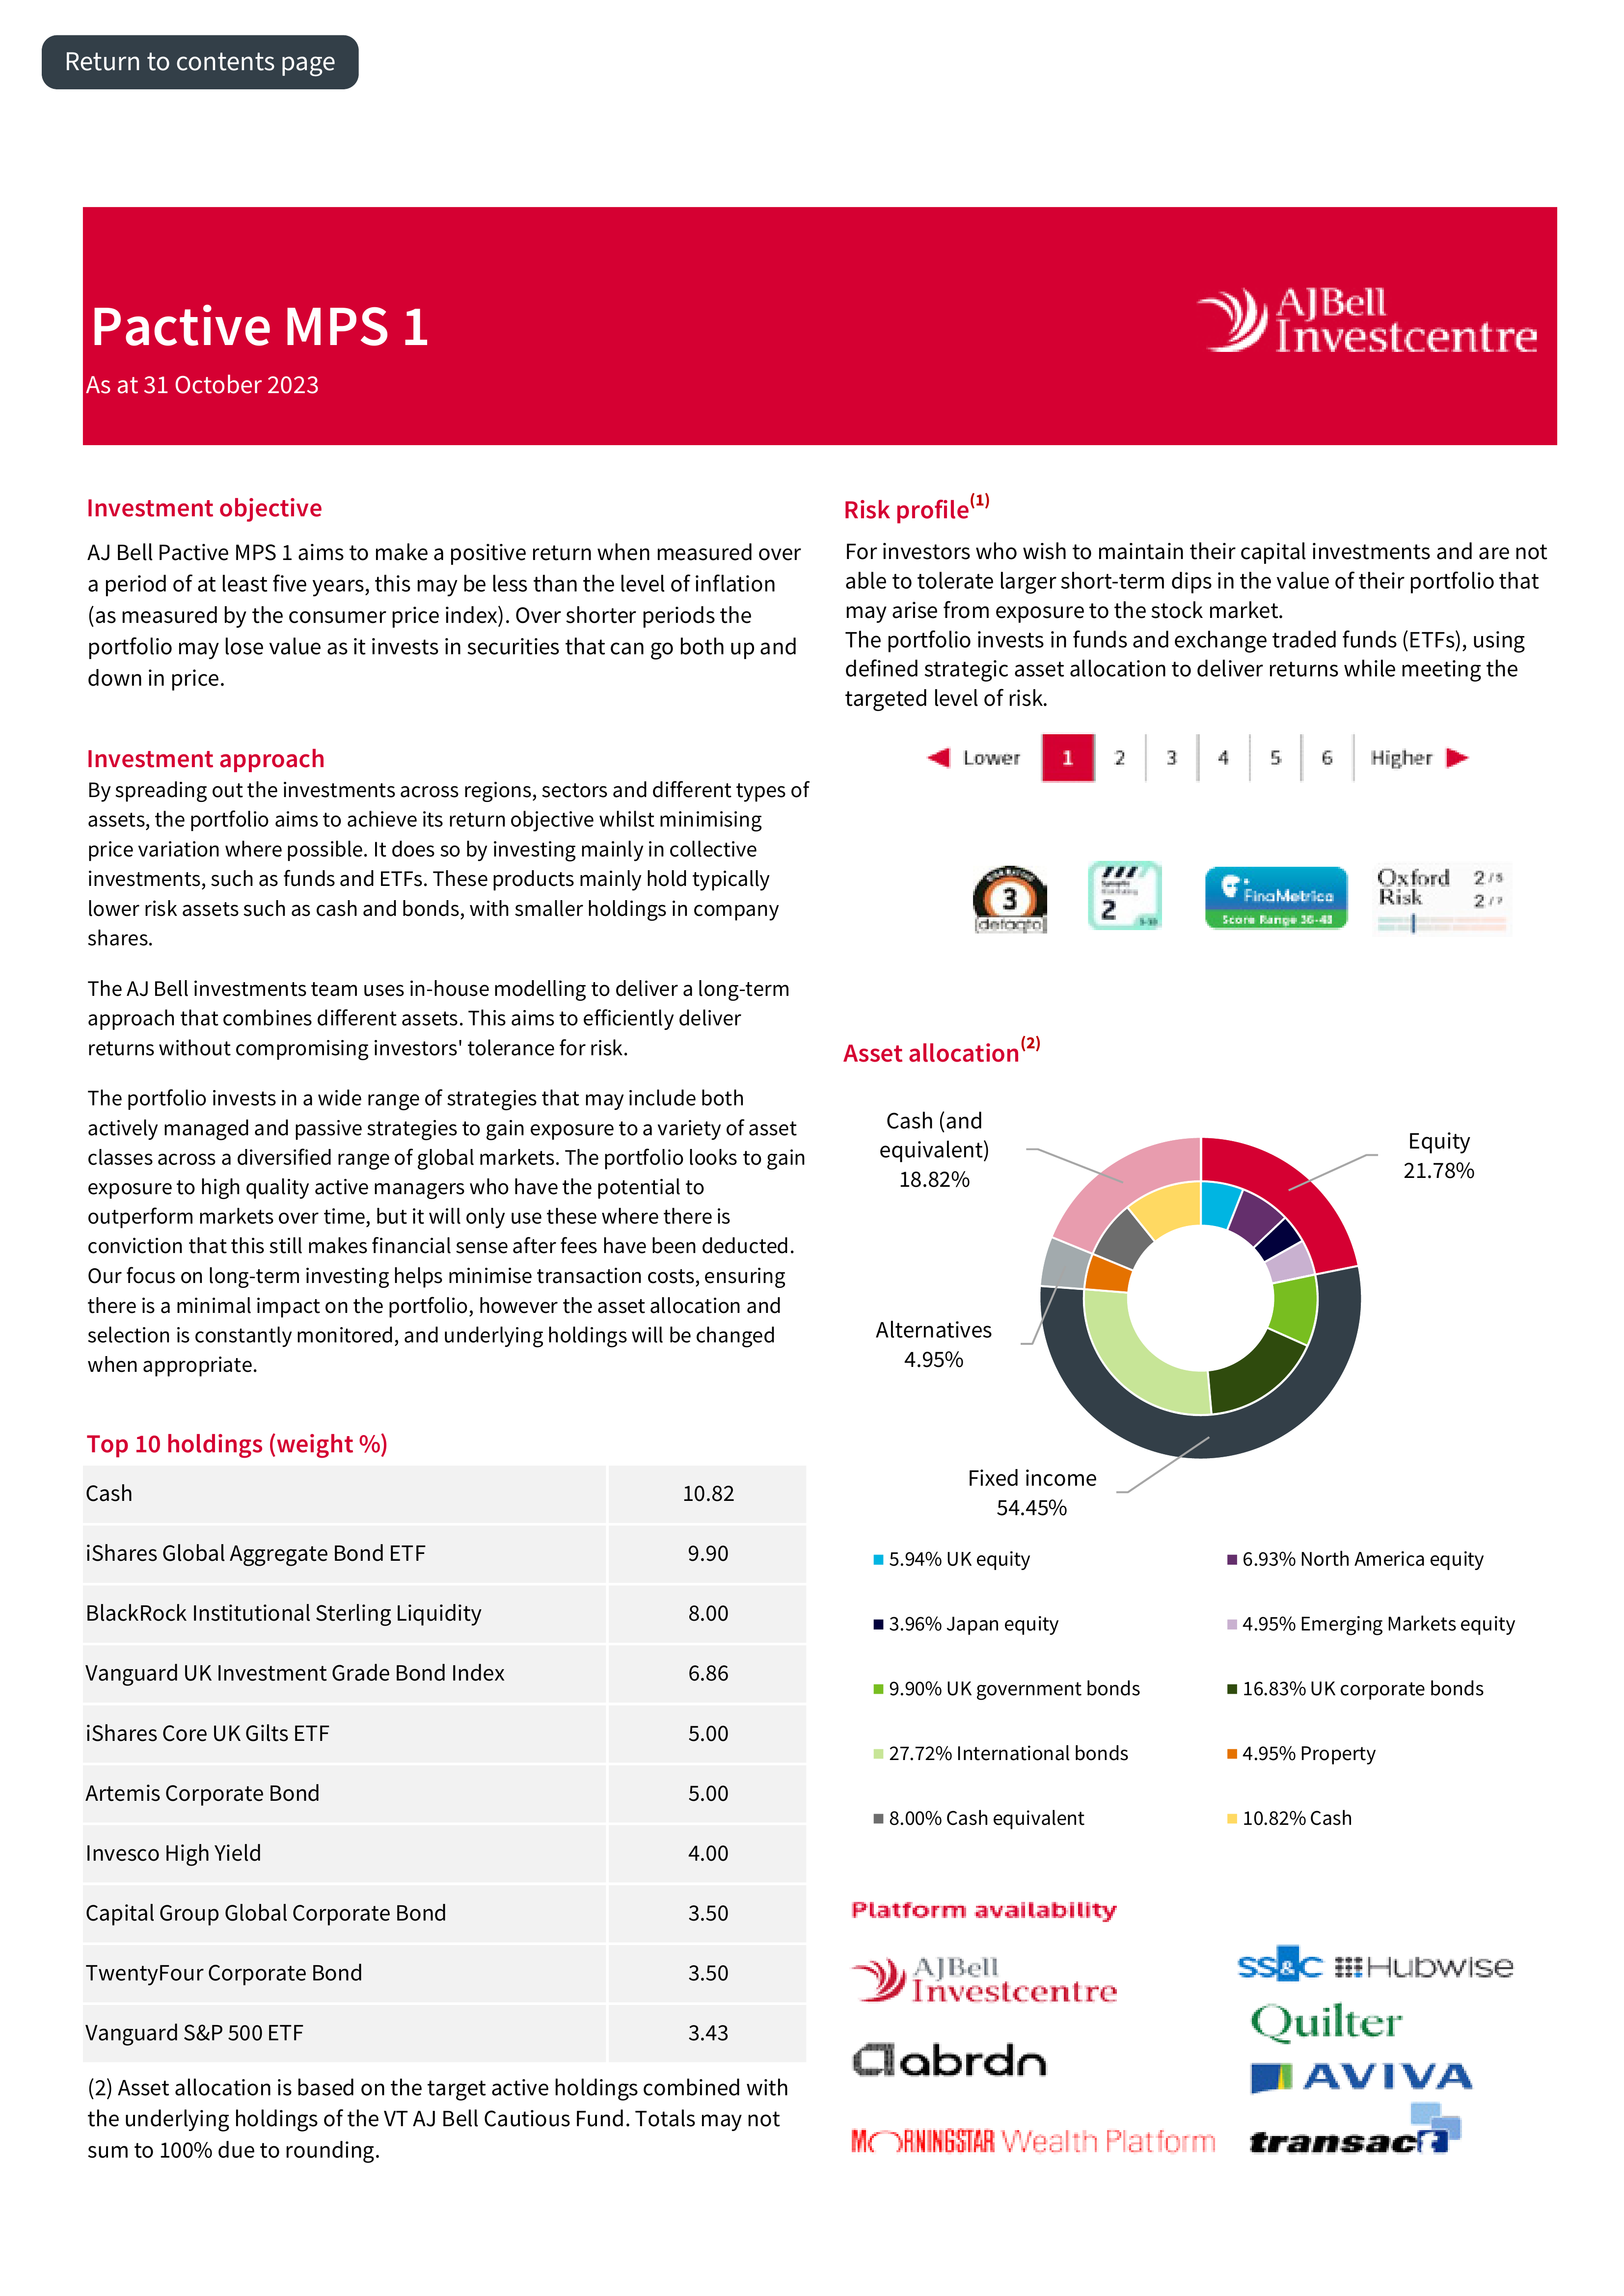 Return to contents page
Pactive MPS 1
As at 31 October 2023
AJBell
Investcentre
Investment objective
AJ Bell Pactive MPS 1 aims to make a positive return when measured over
a period of at least five years, this may be less than the level of inflation
(as measured by the consumer price index). Over shorter periods the
portfolio may lose value as it invests in securities that can go both up and
down in price.
Investment approach
By spreading out the investments across regions, sectors and different types of
assets, the portfolio aims to achieve its return objective whilst minimising
price variation where possible. It does so by investing mainly in collective
investments, such as funds and ETFs. These products mainly hold typically
lower risk assets such as cash and bonds, with smaller holdings in company
shares.
The AJ Bell investments team uses in-house modelling to deliver a long-term
approach that combines different assets. This aims to efficiently deliver
returns without compromising investors' tolerance for risk.
The portfolio invests in a wide range of strategies that may include both
actively managed and passive strategies to gain exposure to a variety of asset
classes across a diversified range of global markets. The portfolio looks to gain
exposure to high quality active managers who have the potential to
outperform markets over time, but it will only use these where there is
conviction that this still makes financial sense after fees have been deducted.
Our focus on long-term investing helps minimise transaction costs, ensuring
there is a minimal impact on the portfolio, however the asset allocation and
selection is constantly monitored, and underlying holdings will be changed
when appropriate.
Top 10 holdings (weight %)
Cash 10.82
iShares Global Aggregate Bond ETF 9.90
BlackRock Institutional Sterling Liquidity 8.00
Vanguard UK Investment Grade Bond Index 6.86
iShares Core UK Gilts ETF 5.00
Artemis Corporate Bond 5.00
Invesco High Yield 4.00
Capital Group Global Corporate Bond 3.50
TwentyFour Corporate Bond 3.50
Vanguard S&P 500 ETF 3.43
(2) Asset allocation is based on the target active holdings combined with
the underlying holdings of the VT AJ Bell Cautious Fund. Totals may not
sum to 100% due to rounding.
Risk profile(1)
For investors who wish to maintain their capital investments and are not
able to tolerate larger short-term dips in the value of their portfolio that
may arise from exposure to the stock market.
The portfolio invests in funds and exchange traded funds (ETFs), using
defined strategic asset allocation to deliver returns while meeting the
targeted level of risk.
Lower 1 2 3 4 5 6 Higher
3
defaqto
2
FinaMetrica
Score Range 36-48
Oxford 2/5
Risk 2/7
Asset allocation(2)
Cash (and
equivalent)
18.82%
Equity
21.78%
Alternatives
4.95%
Fixed income
54.45%
5.94% UK equity
6.93% North America equity
3.96% Japan equity
4.95% Emerging Markets equity
9.90% UK government bonds
16.83% UK corporate bonds
27.72% International bonds
4.95% Property
8.00% Cash equivalent
10.82% Cash
Platform availability
AJBell
Investcentre
SS&C Hubwise
Quilter
abrdn
AVIVA
MORNINGSTAR Wealth Platform
transact